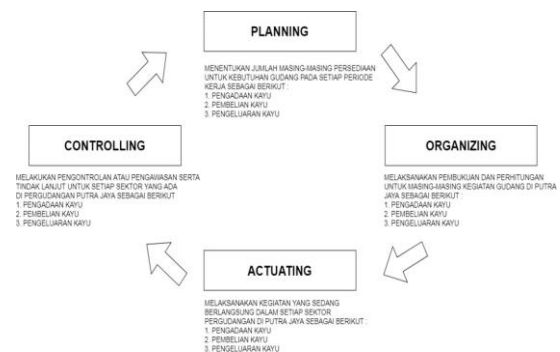 PLANNING
MENENTUKAN JUMLAH MASING-MASING PERSEDIAAN
UNTUK KEBUTUHAN GUDANG PADA SETIAP PERIODE
KERJA SEBAGAI BERIKUT :
1. PENGADAAN KAYU
2. PEMBELIAN KAYU
3. PENGELUARAN KAYU
CONTROLLING
MELAKUKAN PENGONTROLAN ATAU PENGAWASAN SERTA
TINDAK LANJUT UNTUK SETIAP SEKTOR YANG ADA
DI PERGUDANGAN PUTRA JAYA SEBAGAI BERIKUT
1. PENGADAAN KAYU
2. PEMBELIAN KAYU
3. PENGELUARAN KAYU
ORGANIZING
MELAKSANAKAN PEMBUKUAN DAN PERHITUNGAN
UNTUK MASING-MASING KEGIATAN GUDANG DI PUTRA
JAYA SEBAGAI BERIKUT :
1. PENGADAAN KAYU
2. PEMBELIAN KAYU
3. PENGELUARAN KAYU
ACTUATING
MELAKSANAKAN KEGIATAN YANG SEDANG
BERLANGSUNG DALAM SETIAP SEKTOR
PERGUDANGAN DI PUTRA JAYA SEBAGAI BERIKUT :
1. PENGADAAN KAYU
2. PEMBELIAN KAYU
3. PENGELUARAN KAYU